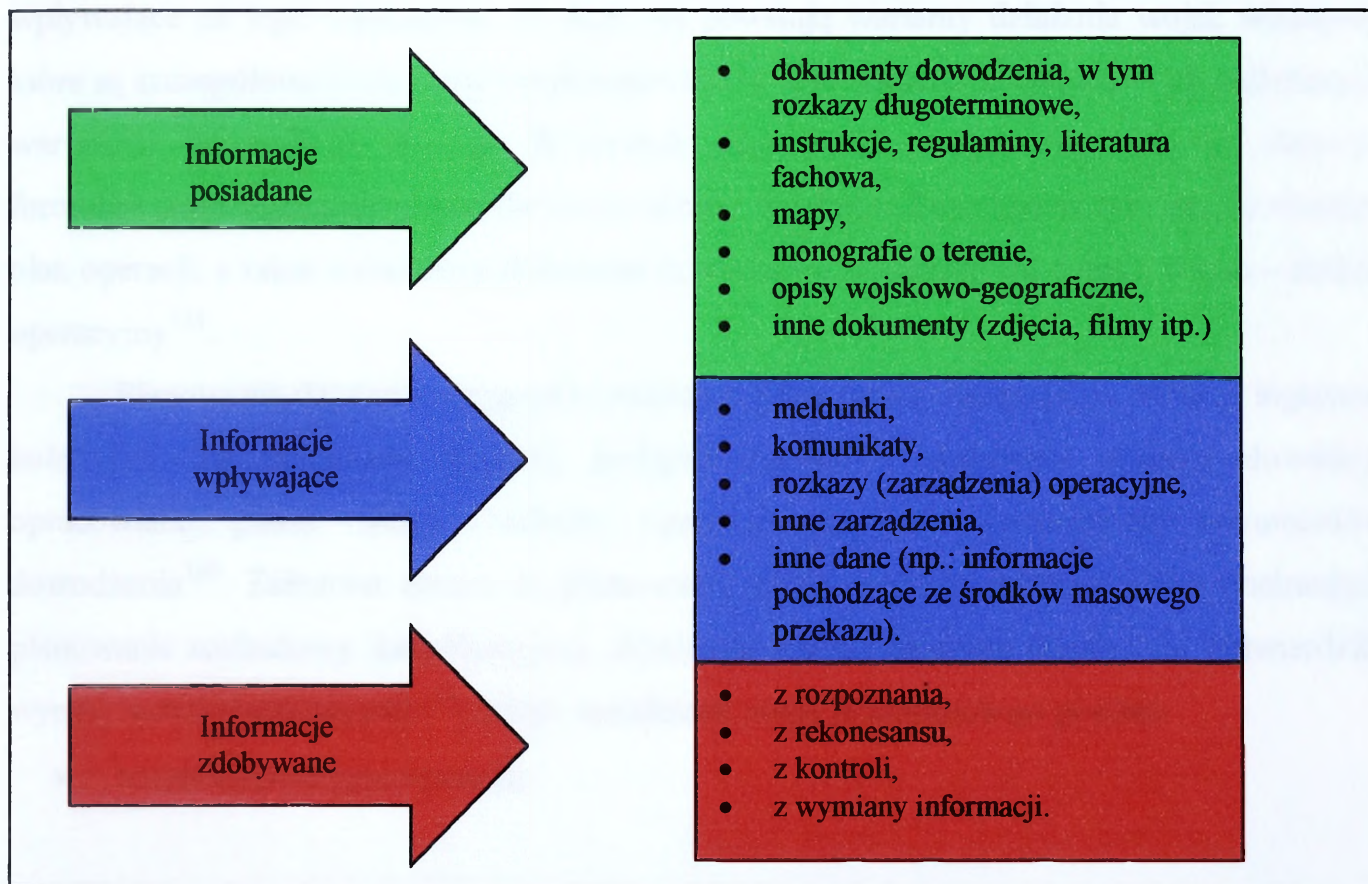 Informacje
posiadane
• dokumenty dowodzenia, w tym
rozkazy długoterminowe,
• instrukcje, regulaminy, literatura
fachowa,
• mapy,
• monografie o terenie,
• opisy wojskowo-geograficzne,
• inne dokumenty (zdjęcia, filmy itp.)
Informacje
wpływające
• meldunki,
• komunikaty,
• rozkazy (zarządzenia) operacyjne,
• inne zarządzenia,
• inne dane (np.: informacje
pochodzące ze środków masowego
przekazu).
Informacje
zdobywane
• z rozpoznania,
• z rekonesansu,
• z kontroli,
• z wymiany informacji.